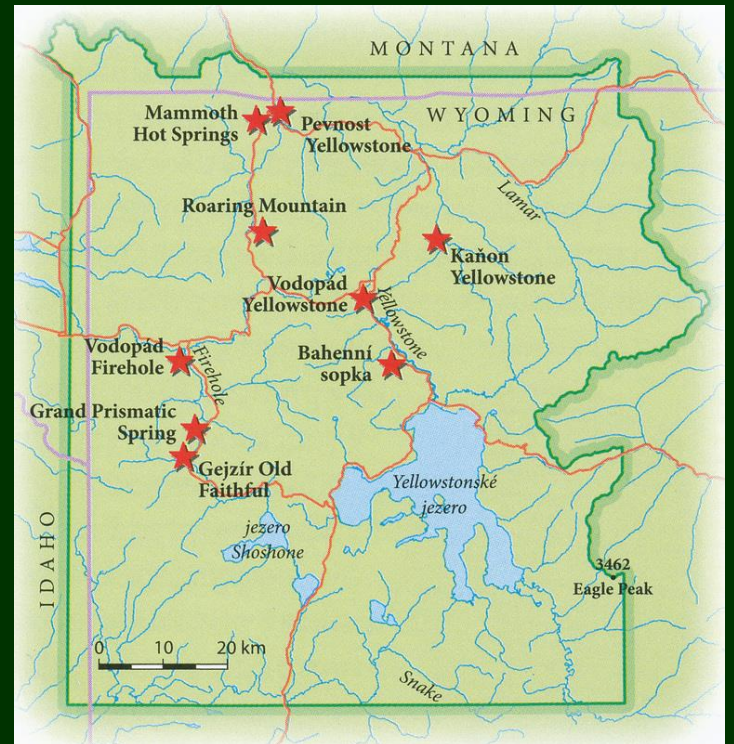 MONTANA
WYOMING
Mammoth
Hot Springs
Pevnost
Yellowstone
Lamar
Roaring Mountain
Kaňon
Yellowstone
Vodopád
Yellowstone
Yellowstone
Vodopád
Firehole
Firehole
Bahenní
sopka
Grand Prismatic
Spring
Gejzír Old
Faithful
Yellowstonské
jezero
jezero
Shoshone
IDAHO
3462
Eagle Peak
0 10 20 km
Snake